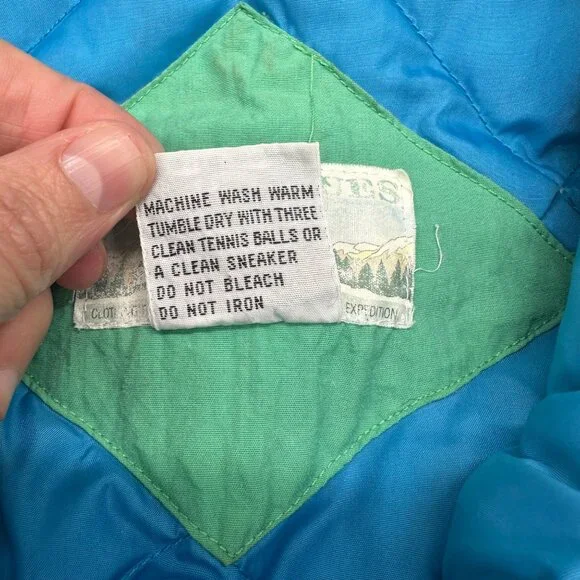 MACHINE WASH WARM
TUMBLE DRY WITH THREE
CLEAN TENNIS BALLS OR
A CLEAN SNEAKER
DO NOT BLEACH
DO NOT IRON
EXPEDITION